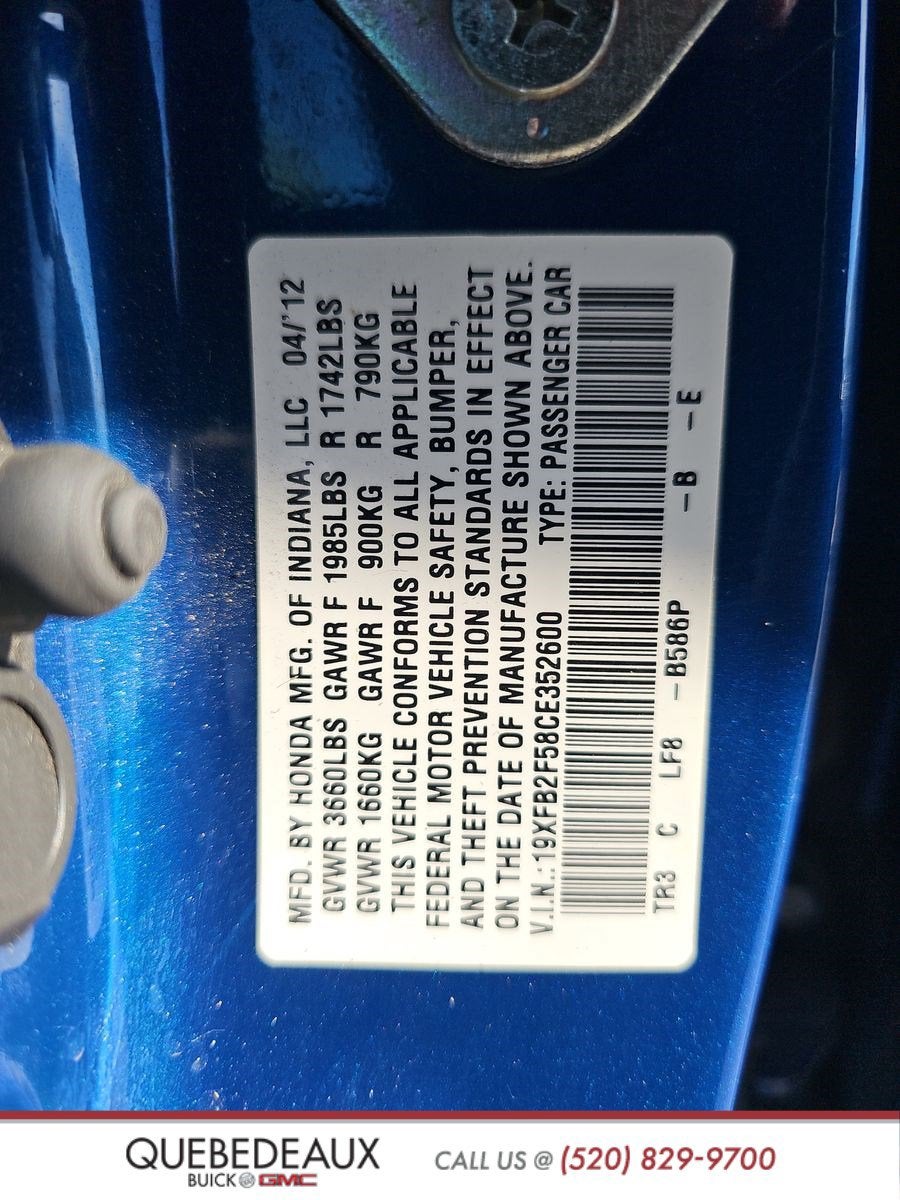 MFD. BY HONDA MFG. OF INDIANA, LLC 04/'12
GVWR 3660LBS GAWR F 1985LBS R 1742LBS
GVWR 1660KG GAWR F 900KG R 790KG
THIS VEHICLE CONFORMS TO ALL APPLICABLE
FEDERAL MOTOR VEHICLE SAFETY, BUMPER,
AND THEFT PREVENTION STANDARDS IN EFFECT
ON THE DATE OF MANUFACTURE SHOWN ABOVE.
V.I.N.: 19XFB2F58CE352600 TYPE: PASSENGER CAR
TR3 C LF8 -B586P -B -E
QUEBEDEAUX
BUICK GMC
CALL US @ (520) 829-9700